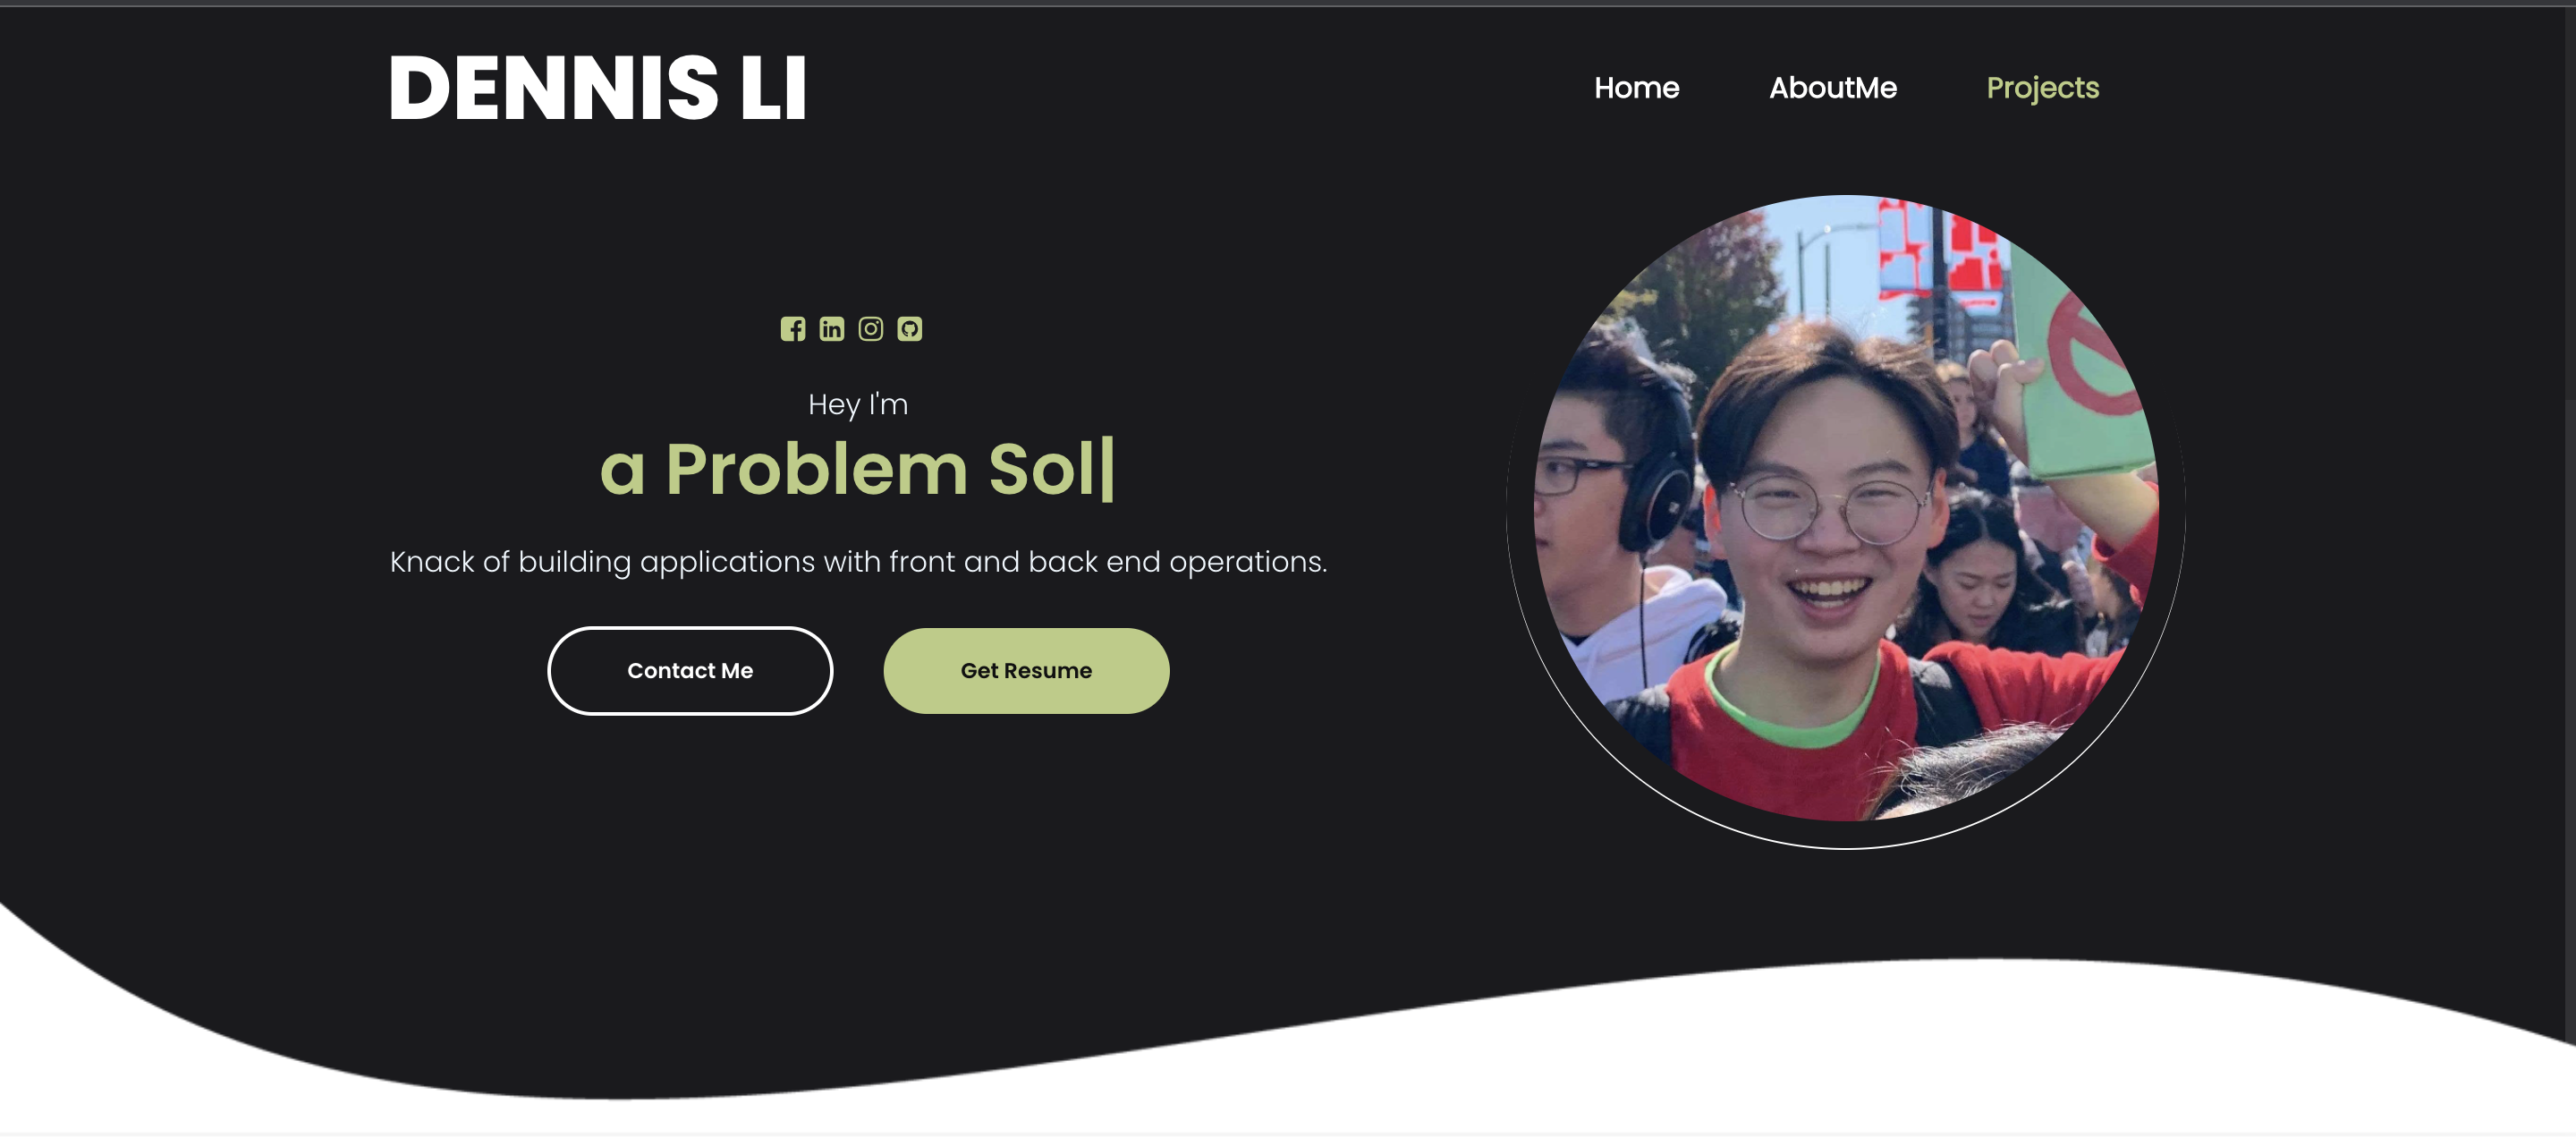 DENNIS LI
Home AboutMe Projects
Hey I'm
a Problem Sol|
Knack of building applications with front and back end operations.
Contact Me Get Resume